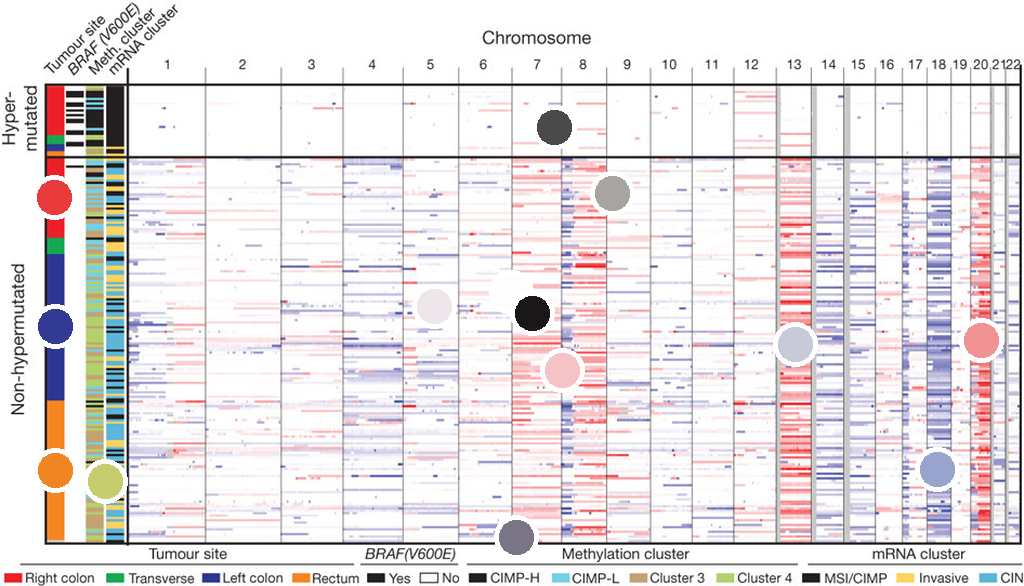 Tumour site
BRAF (V600E)
Meth. cluster
mRNA cluster
Chromosome
1 2 3 4 5 6 7 8 9 10 11 12 13 14 15 16 17 18 19 20 21 22
Hyper-
mutated
Non-hypermutated
Tumour site BRAF(V600E) Methylation cluster mRNA cluster
Right colon Transverse Left colon Rectum Yes No CIMP-H CIMP-L Cluster 3 Cluster 4 MSI/CIMP Invasive CIN